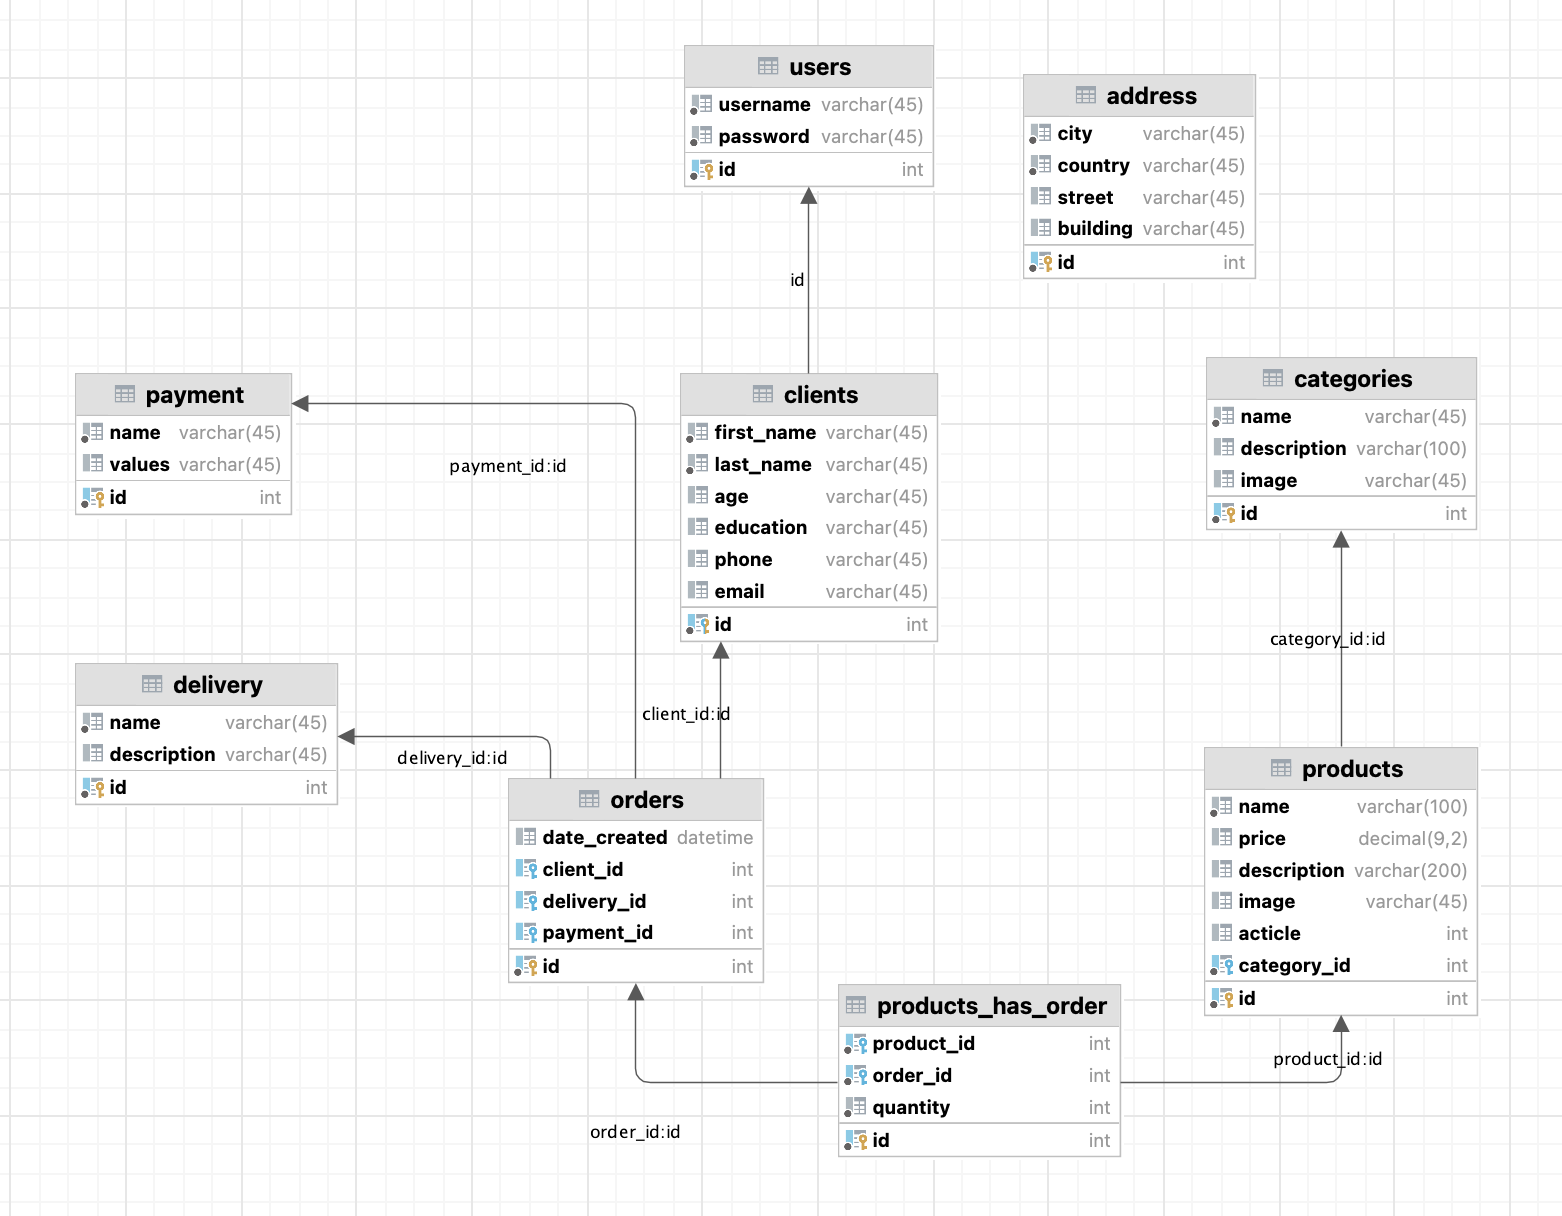 users
username varchar(45)
password varchar(45)
id int
address
city varchar(45)
country varchar(45)
street varchar(45)
building varchar(45)
id int
id
payment
name varchar(45)
values varchar(45)
id int
payment_id:id
clients
first_name varchar(45)
last_name varchar(45)
age varchar(45)
education varchar(45)
phone varchar(45)
email varchar(45)
id int
categories
name varchar(45)
description varchar(100)
image varchar(45)
id int
category_id:id
delivery
name varchar(45)
description varchar(45)
id int
delivery_id:id
client_id:id
orders
date_created datetime
client_id int
delivery_id int
payment_id int
id int
products
name varchar(100)
price decimal(9,2)
description varchar(200)
image varchar(45)
acticle int
category_id int
id int
products_has_order
product_id int
order_id int
quantity int
id int
product_id:id
order_id:id